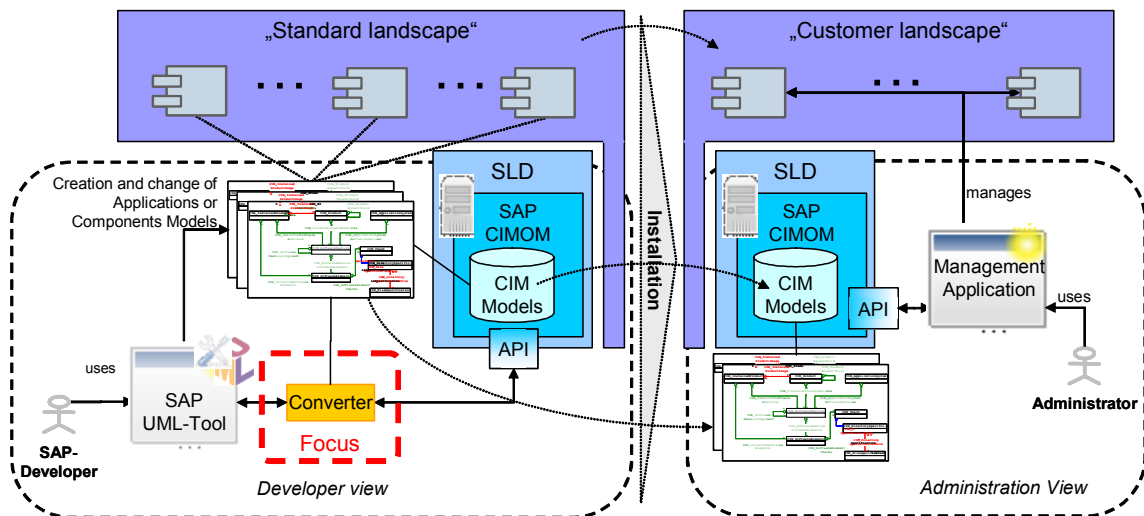 „Standard landscape“
„Customer landscape“
Creation and change of
Applications or
Components Models
SLD
SAP
CIMOM
CIM
Models
API
uses
SAP
UML-Tool
Converter
Focus
SAP-
Developer
Developer view
Installation
SLD
SAP
CIMOM
CIM
Models
API
manages
Management
Application
uses
Administrator
Administration View